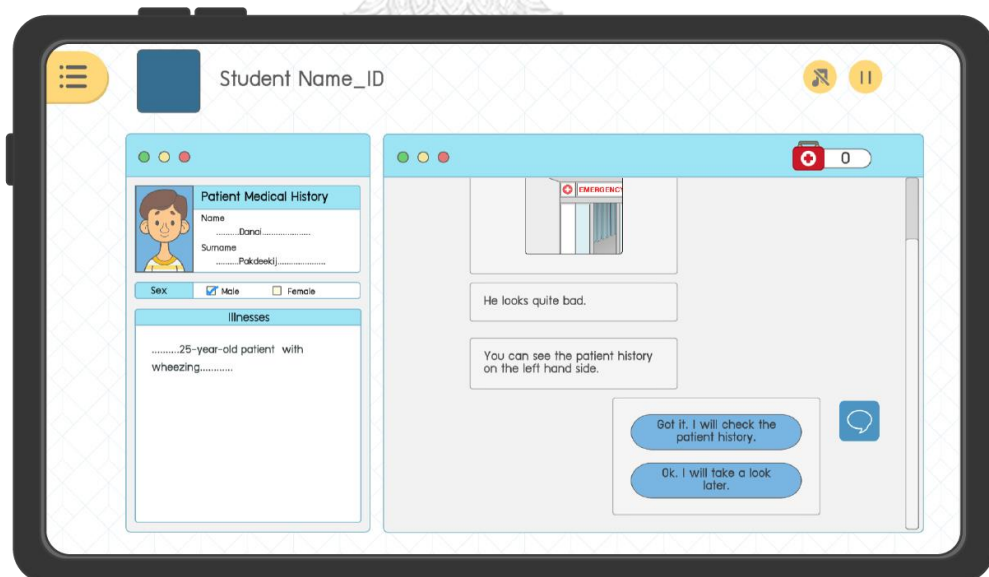 Student Name_ID
Patient Medical History
Name
..........Danai......................
Surname
..........Pakdeekij......................
Sex
Male
Female
Illnesses
..........25-year-old patient with
wheezing............
0
EMERGENCY
He looks quite bad.
You can see the patient history
on the left hand side.
Got it. I will check the
patient history.
Ok. I will take a look
later.